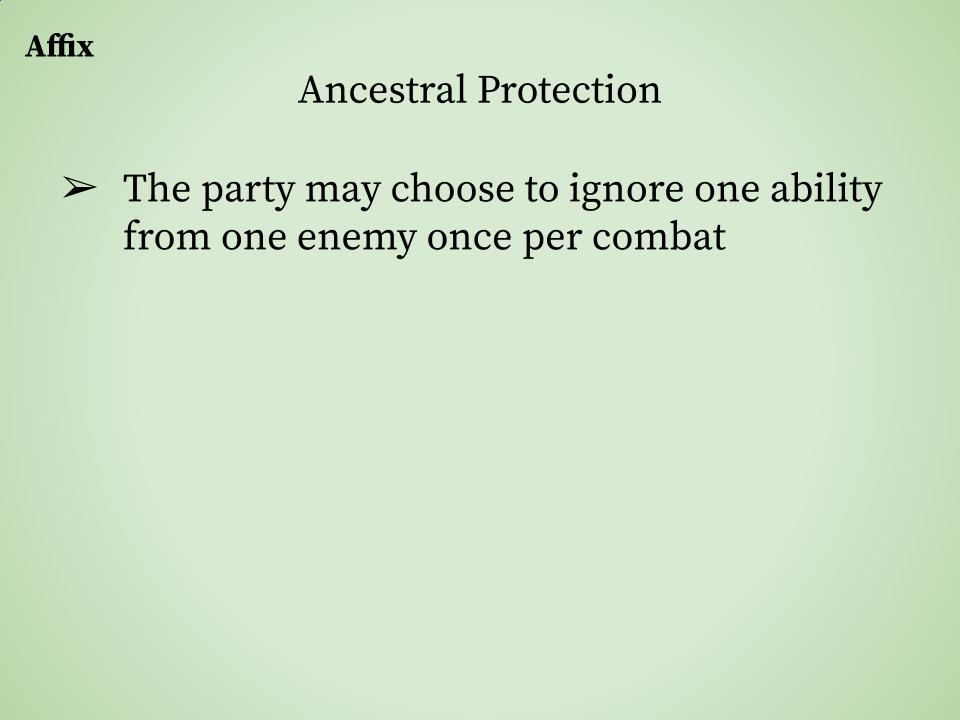 Affix
Ancestral Protection
➢ The party may choose to ignore one ability
from one enemy once per combat